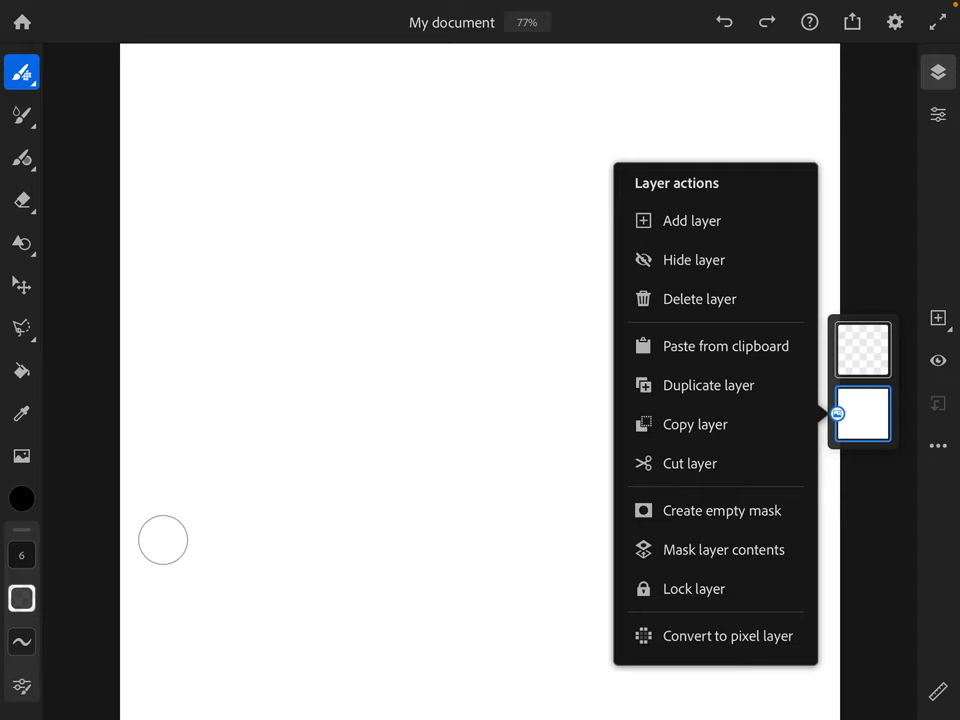 My document 77%
Layer actions
Add layer
Hide layer
Delete layer
Paste from clipboard
Duplicate layer
Copy layer
Cut layer
Create empty mask
Mask layer contents
Lock layer
Convert to pixel layer
6